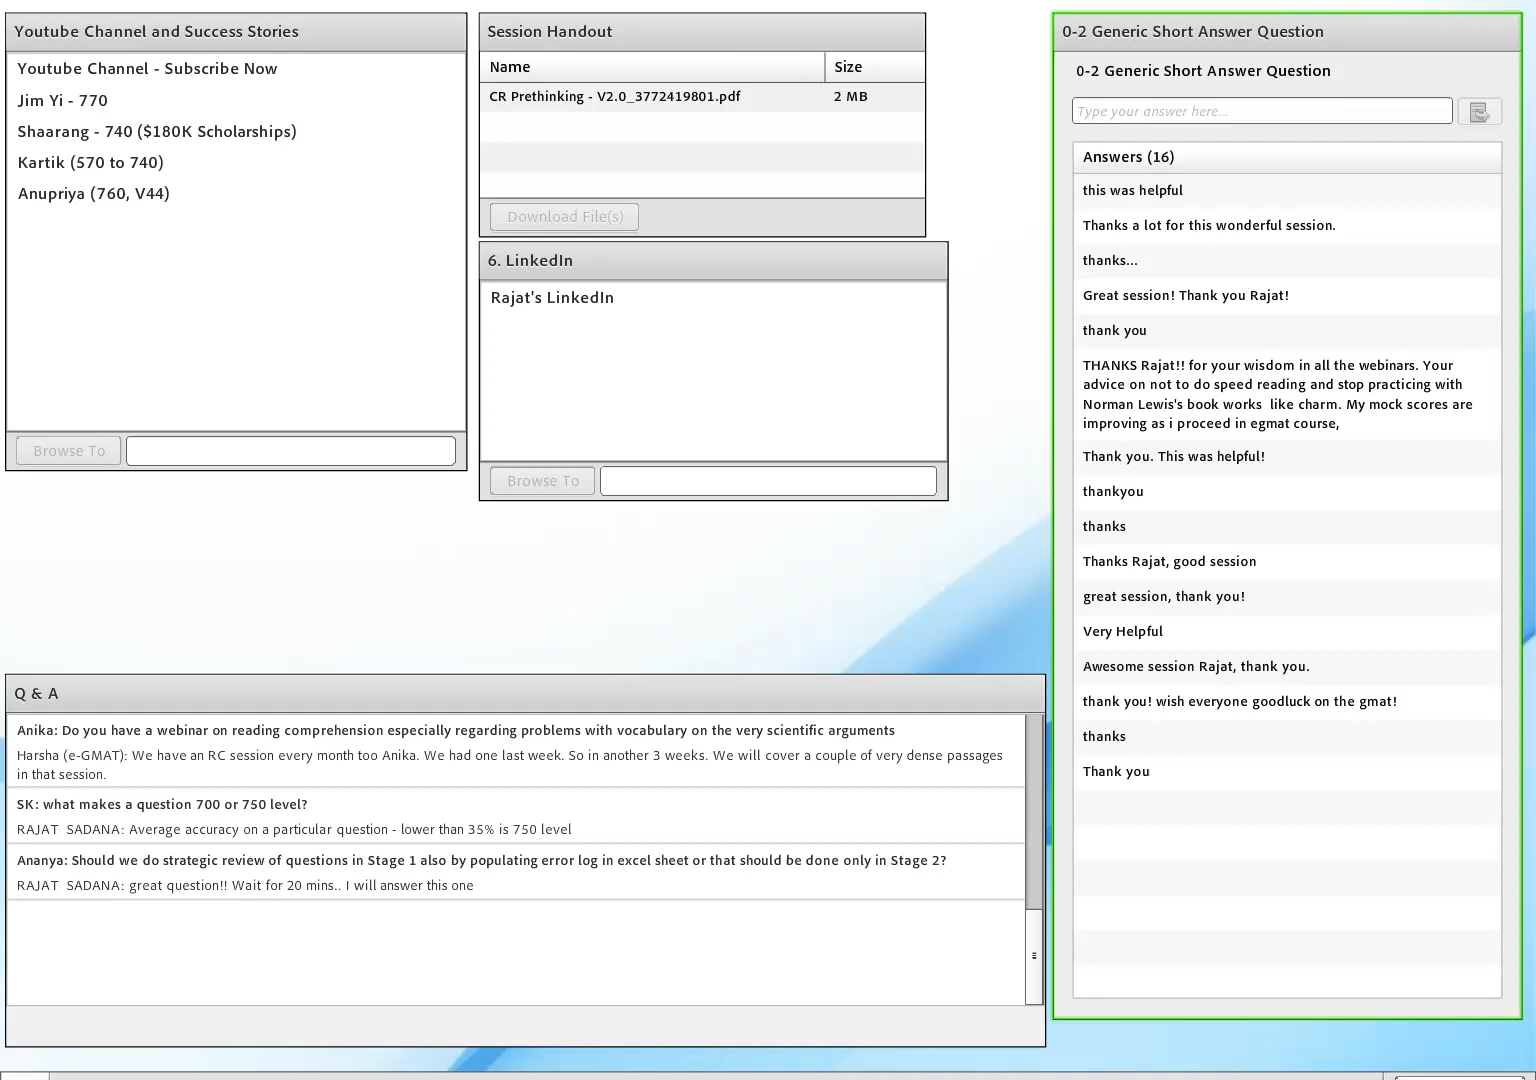 Youtube Channel and Success Stories
Youtube Channel - Subscribe Now
Jim Yi - 770
Shaarang - 740 ($180K Scholarships)
Kartik (570 to 740)
Anupriya (760, V44)
Browse To
Session Handout
Name Size
CR Prethinking - V2.0_3772419801.pdf 2 MB
Download File(s)
6. LinkedIn
Rajat's LinkedIn
Browse To
Q & A
Anika: Do you have a webinar on reading comprehension especially regarding problems with vocabulary on the very scientific arguments
Harsha (e-GMAT): We have an RC session every month too Anika. We had one last week. So in another 3 weeks. We will cover a couple of very dense passages
in that session.
SK: what makes a question 700 or 750 level?
RAJAT SADANA: Average accuracy on a particular question - lower than 35% is 750 level
Ananya: Should we do strategic review of questions in Stage 1 also by populating error log in excel sheet or that should be done only in Stage 2?
RAJAT SADANA: great question!! Wait for 20 mins.. I will answer this one
0-2 Generic Short Answer Question
0-2 Generic Short Answer Question
Type your answer here...
Answers (16)
this was helpful
Thanks a lot for this wonderful session.
thanks...
Great session! Thank you Rajat!
thank you
THANKS Rajat!! for your wisdom in all the webinars. Your
advice on not to do speed reading and stop practicing with
Norman Lewis's book works like charm. My mock scores are
improving as i proceed in egmat course,
Thank you. This was helpful!
thankyou
thanks
Thanks Rajat, good session
great session, thank you!
Very Helpful
Awesome session Rajat, thank you.
thank you! wish everyone goodluck on the gmat!
thanks
Thank you